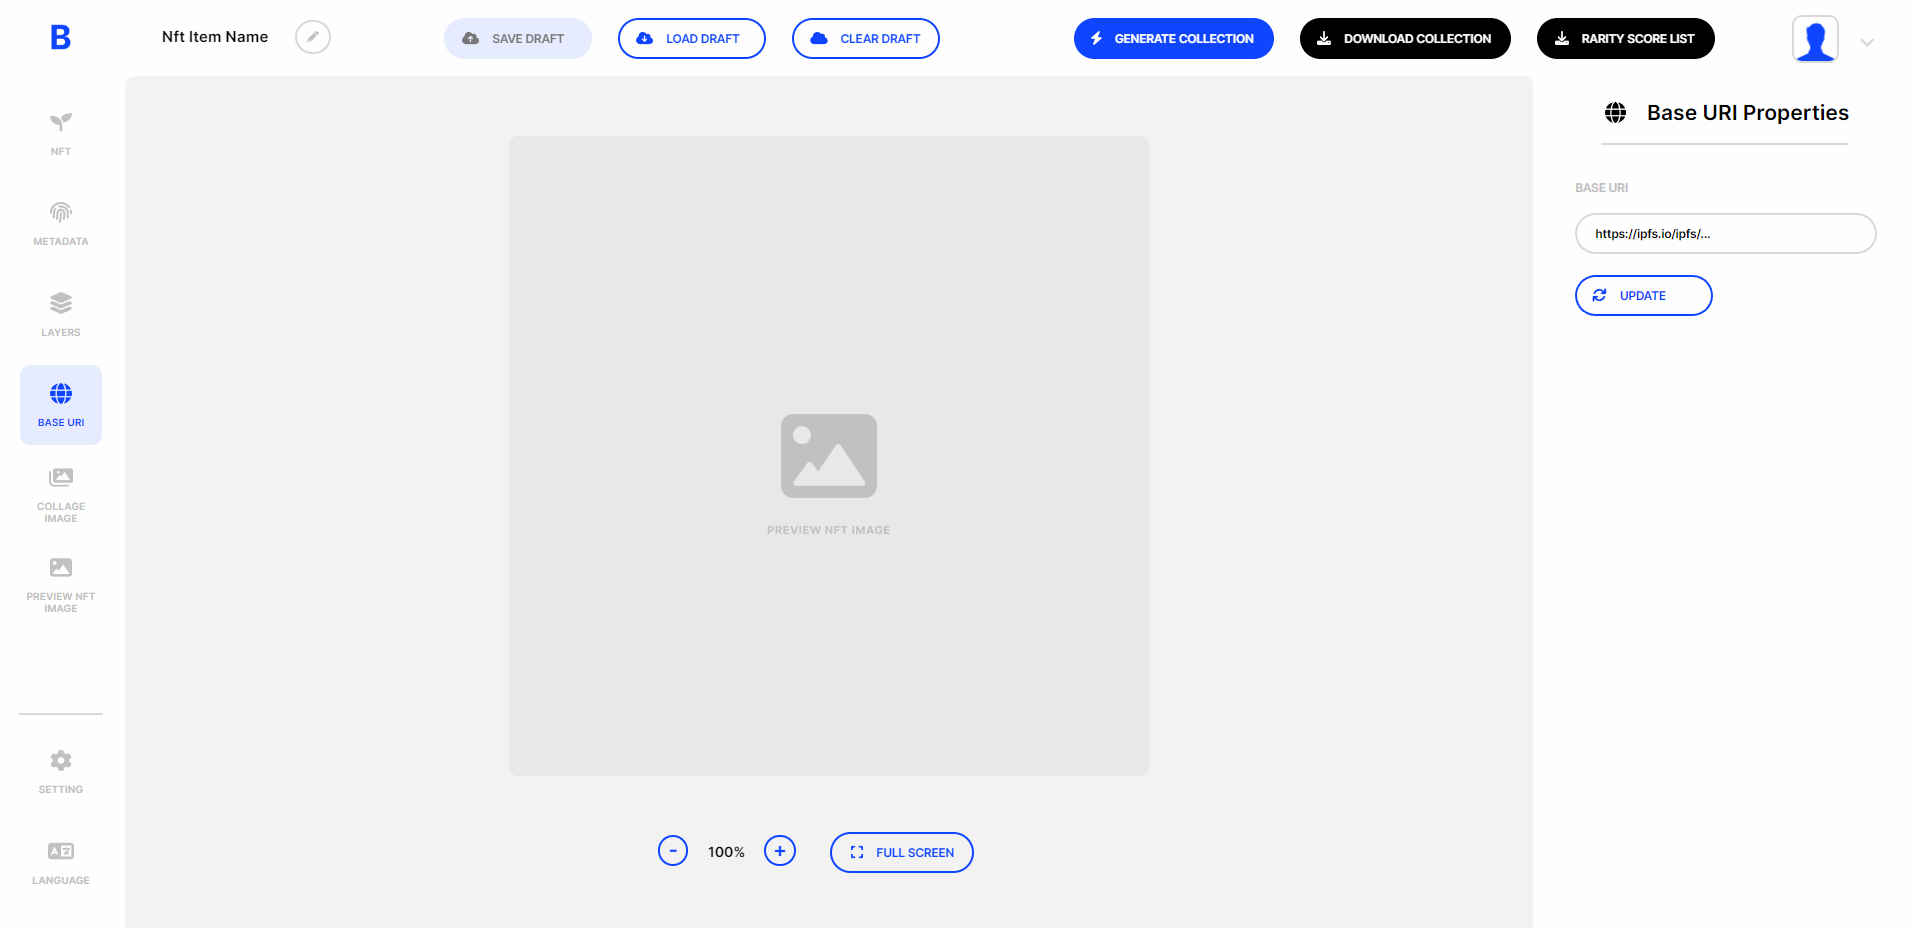 B
Nft Item Name
SAVE DRAFT
LOAD DRAFT
CLEAR DRAFT
GENERATE COLLECTION
DOWNLOAD COLLECTION
RARITY SCORE LIST
NFT
METADATA
LAYERS
BASE URI
COLLAGE
IMAGE
PREVIEW NFT
IMAGE
SETTING
A 文
LANGUAGE
PREVIEW NFT IMAGE
-
100%
+
FULL SCREEN
Base URI Properties
BASE URI
https://ipfs.io/ipfs/...
UPDATE